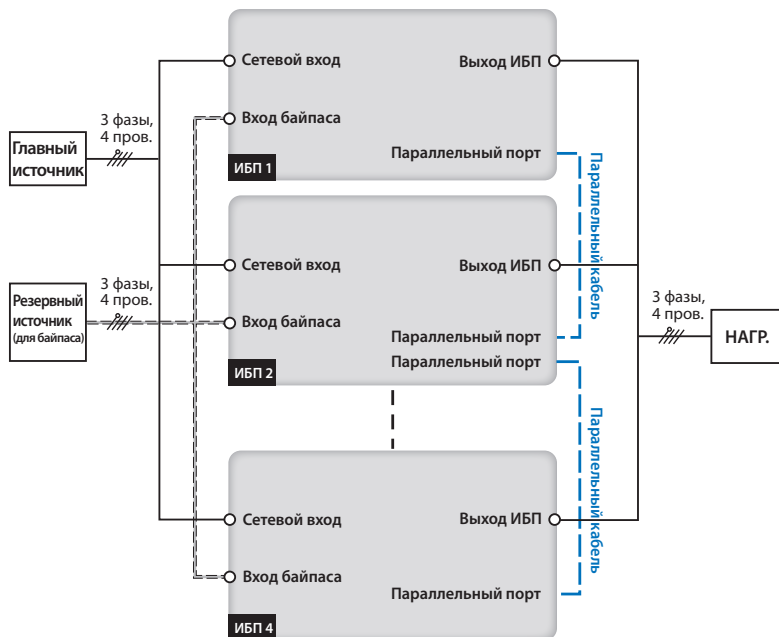 Сетевой вход
Выход ИБП
Вход байпаса
Параллельный порт
ИБП 1
3 фазы,
4 пров.
Главный
источник
Параллельный кабель
Сетевой вход
Выход ИБП
Вход байпаса
Параллельный порт
Параллельный порт
ИБП 2
3 фазы,
4 пров.
Резервный
источник
(для байпаса)
3 фазы,
4 пров.
НАГР.
Параллельный кабель
Сетевой вход
Выход ИБП
Вход байпаса
Параллельный порт
ИБП 4